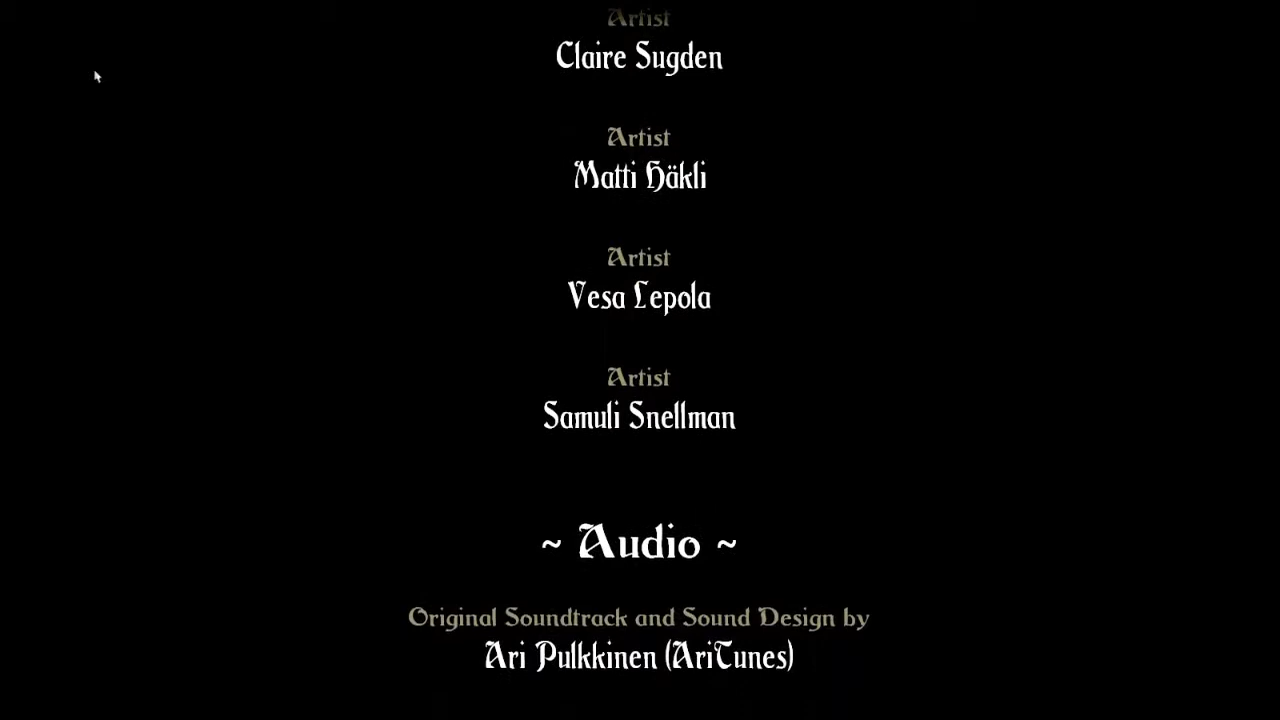 Artist
Claire Sugden
Artist
Matti Häkli
Artist
Vesa Lepola
Artist
Samuli Snellman
~ Audio ~
Original Soundtrack and Sound Design by
Ari Pulkkinen (AriTunes)